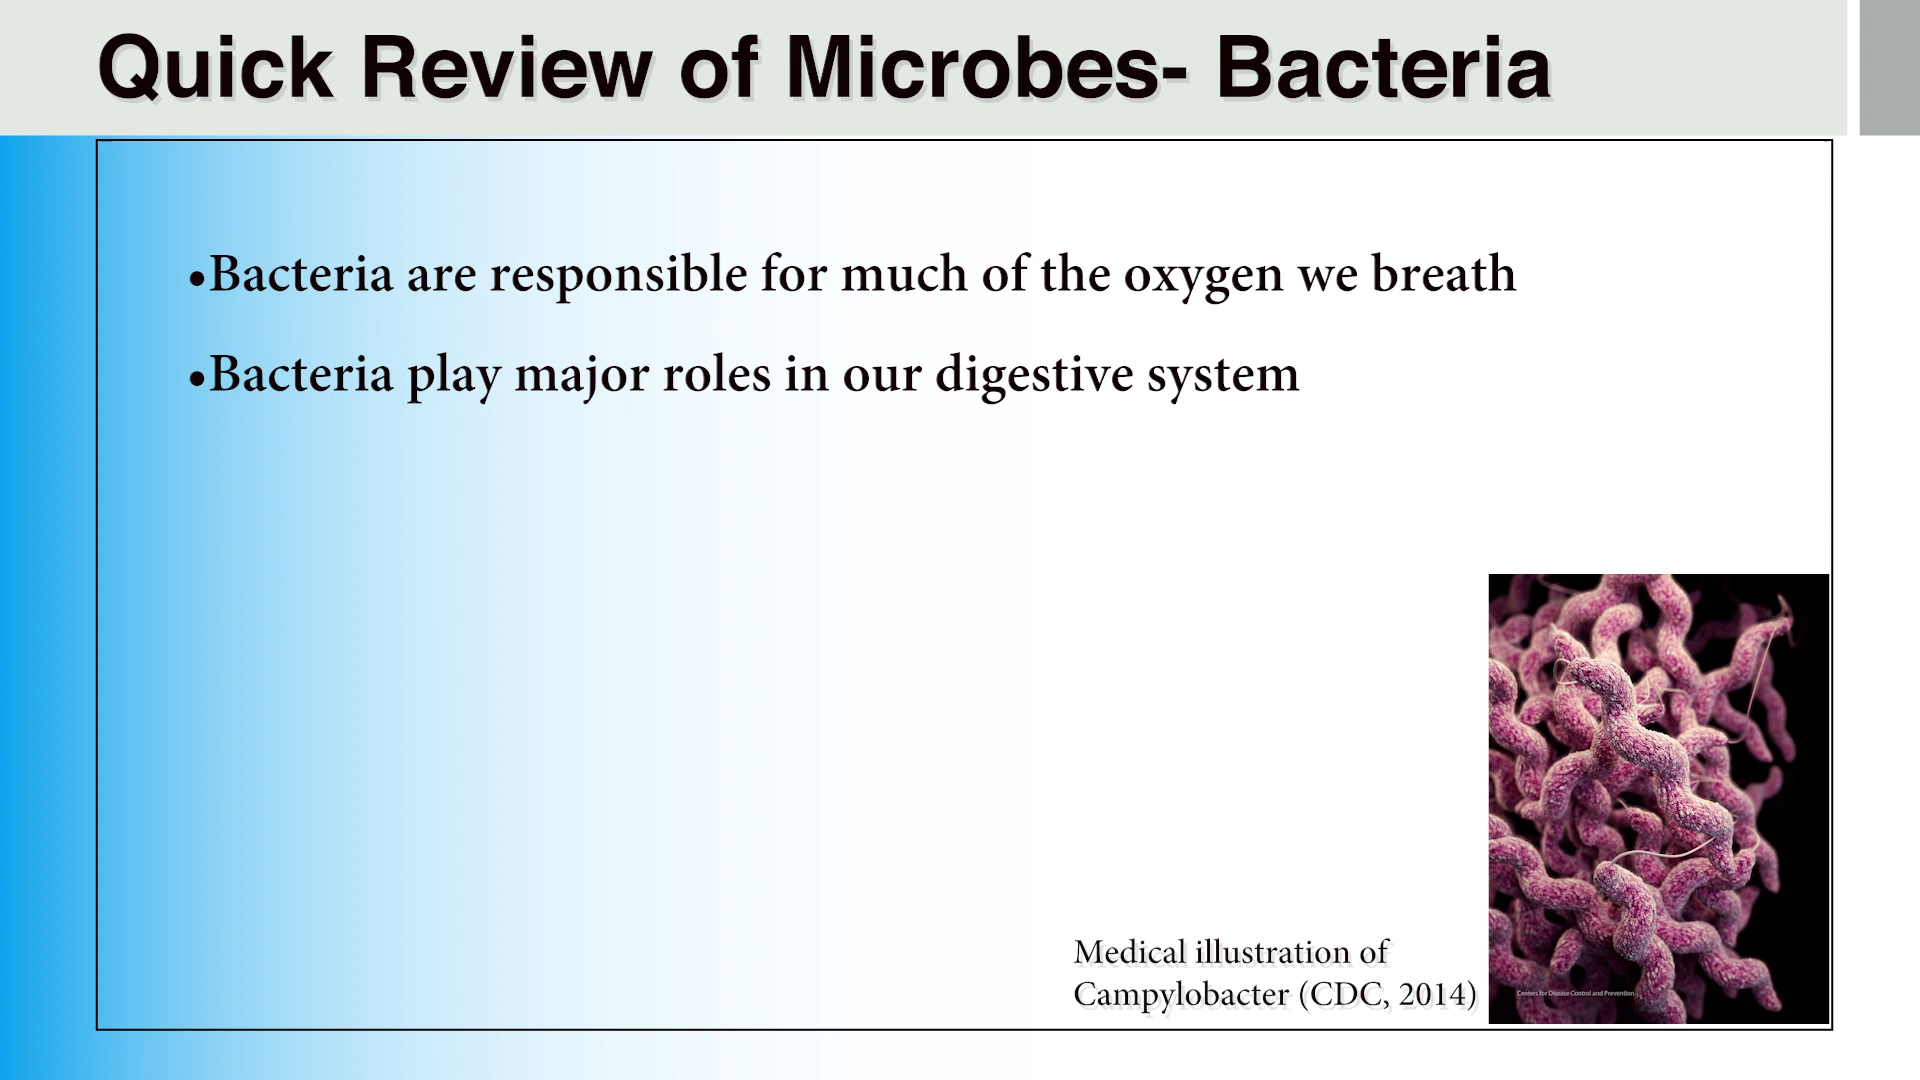 Quick Review of Microbes- Bacteria
•Bacteria are responsible for much of the oxygen we breath
•Bacteria play major roles in our digestive system
Medical illustration of
Campylobacter (CDC, 2014)
Centers for Disease Control and Prevention